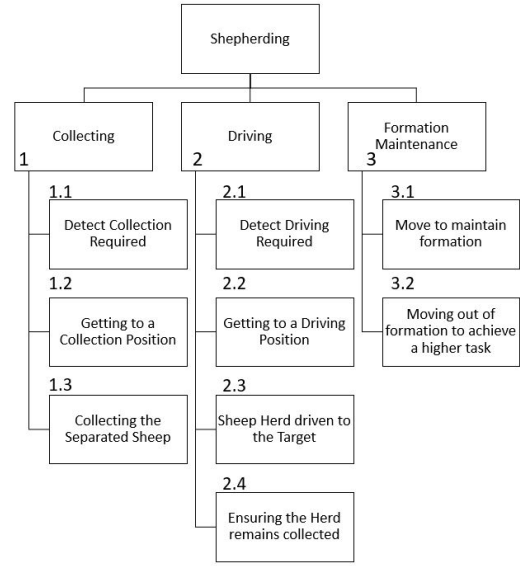 Shepherding
Collecting
1
Driving
2
Formation
Maintenance
3
1.1
Detect Collection
Required
1.2
Getting to a
Collection Position
1.3
Collecting the
Separated Sheep
2.1
Detect Driving
Required
2.2
Getting to a Driving
Position
2.3
Sheep Herd driven to
the Target
2.4
Ensuring the Herd
remains collected
3.1
Move to maintain
formation
3.2
Moving out of
formation to achieve
a higher task